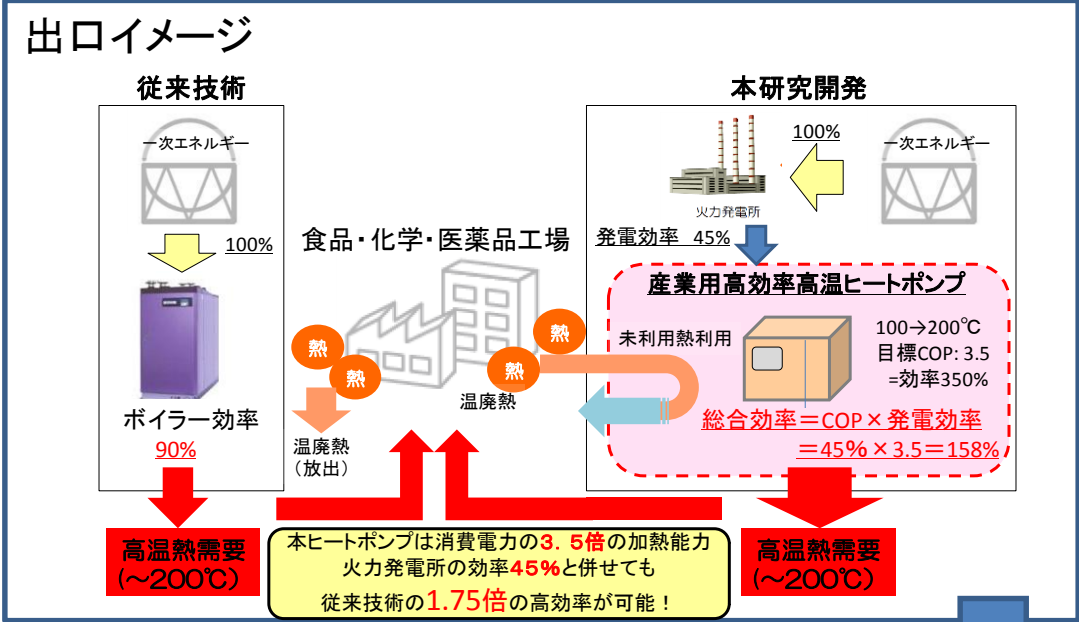 出口イメージ
従来技術
一次エネルギー
100%
ボイラー効率
90%
高温熱需要
(～200℃)
食品・化学・医薬品工場
熱
熱
温廃熱
(放出)
熱
熱
温廃熱
本研究開発
一次エネルギー
100%
火力発電所
発電効率 45%
産業用高効率高温ヒートポンプ
未利用熱利用
100→200℃
目標COP: 3.5
=効率350%
総合効率＝COP×発電効率
＝45%×3.5＝158%
高温熱需要
(～200℃)
本ヒートポンプは消費電力の３．５倍の加熱能力
火力発電所の効率45%と併せても
従来技術の1.75倍の高効率が可能！